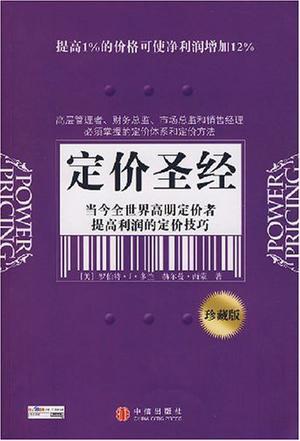 提高1%的价格可使净利润增加12%
高层管理者、财务总监、市场总监和销售经理
必须掌握的定价体系和定价方法
POWER
PRICING
POWER
PRICING
定价圣经
当今全世界高明定价者
提高利润的定价技巧
[美] 罗伯特·J·多兰 赫尔曼·西蒙 著
珍藏版
中信出版社